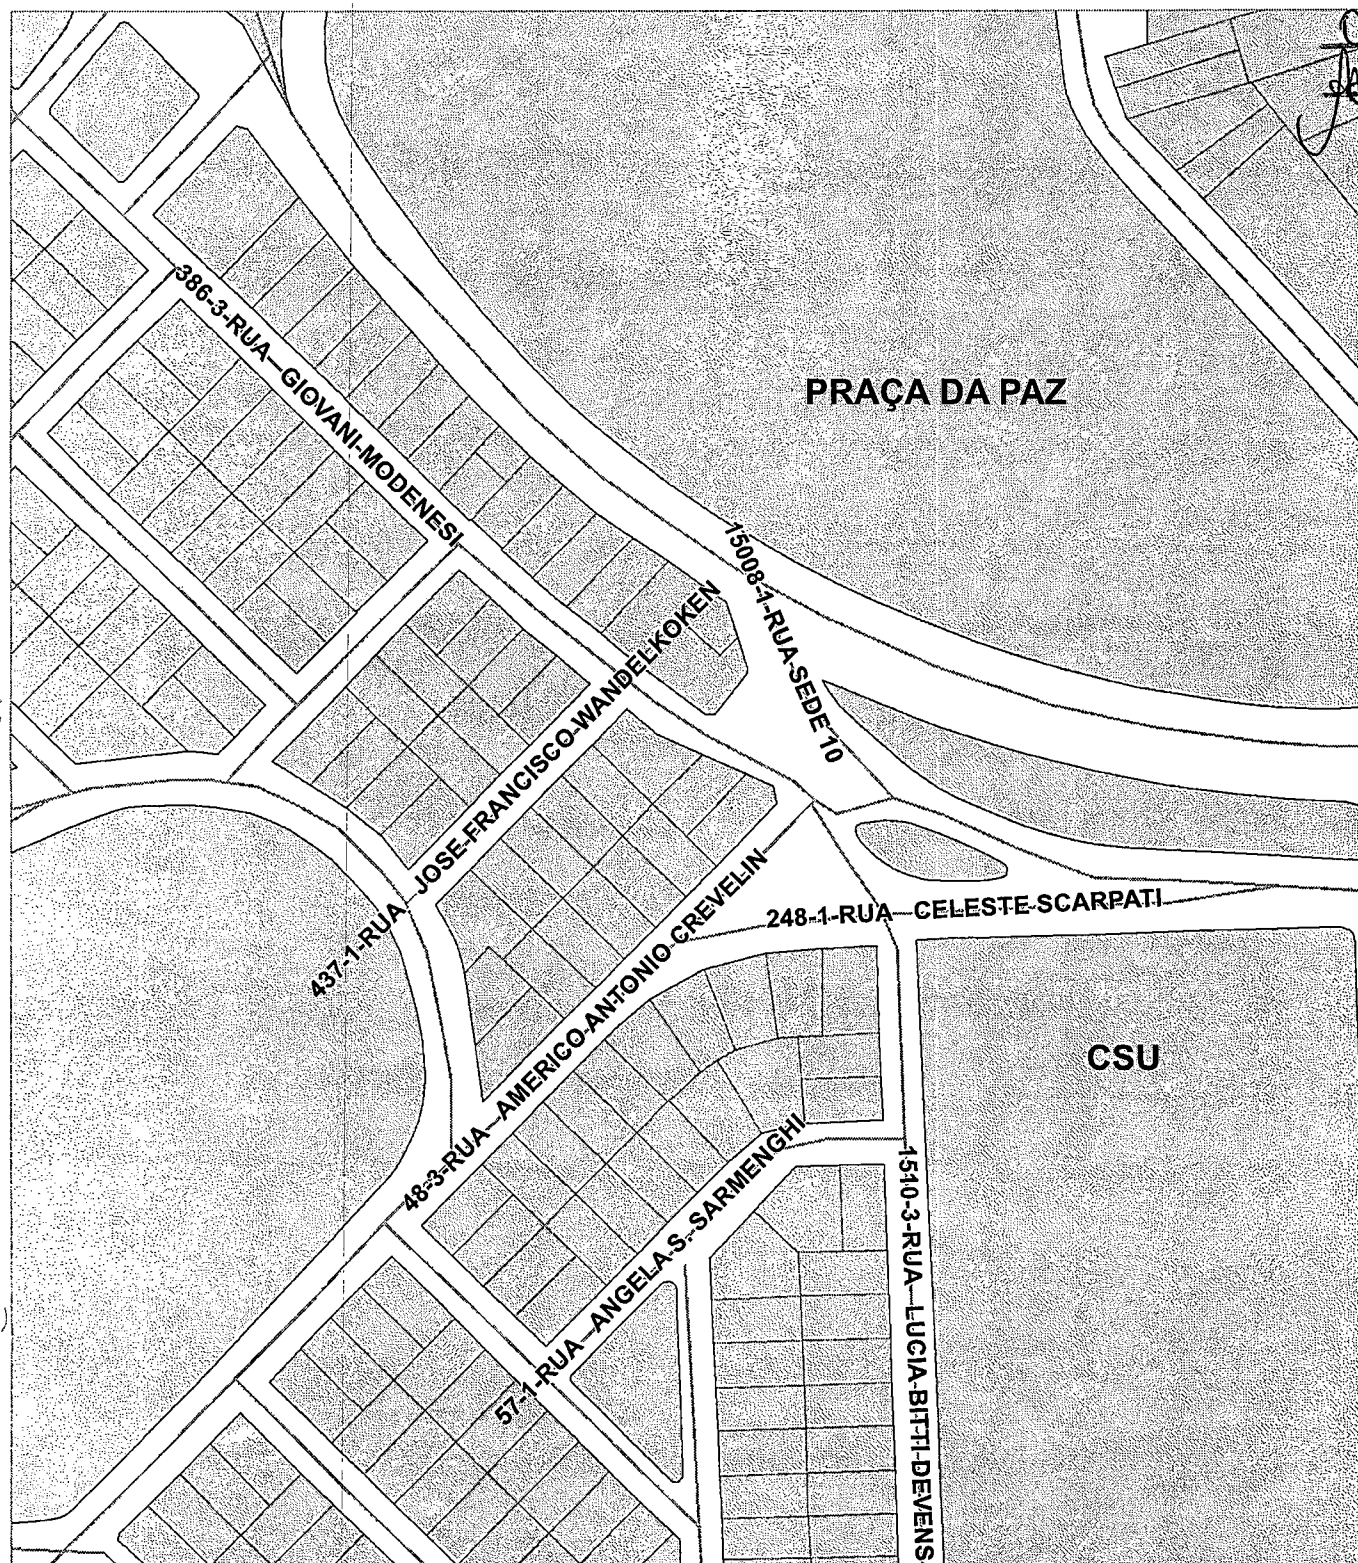 386-3-RUA GIOVANI MODENESI
PRAÇA DA PAZ
15008-1-RUA SEDE 10
437-1-RUA JOSE FRANCISCO WANDELKOKEN
248-1-RUA CELESTE SCARPATI
48-3-RUA AMERICO ANTONIO CREVELIN
CSU
57-1-RUA ANGELA S. SARMENGHI
1510-3-RUA LUCIA BITTI DEVENS